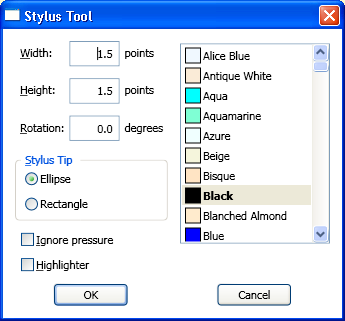 Stylus Tool
Width: 1.5 points
Height: 1.5 points
Rotation: 0.0 degrees
Stylus Tip
Ellipse
Rectangle
Ignore pressure
Highlighter
Alice Blue
Antique White
Aqua
Aquamarine
Azure
Beige
Bisque
Black
Blanched Almond
Blue
OK
Cancel